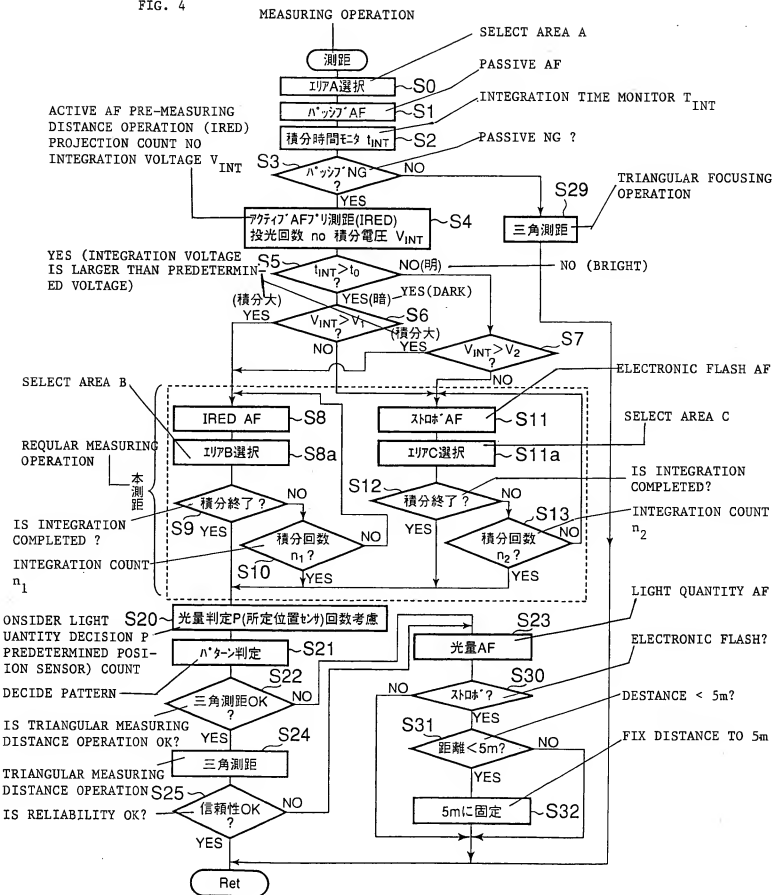 FIG. 4
MEASURING OPERATION
測距
SELECT AREA A
エリアA選択
S0
PASSIVE AF
パッシブAF
S1
INTEGRATION TIME MONITOR TINT
積分時間モニタ tINT
S2
ACTIVE AF PRE-MEASURING
DISTANCE OPERATION (IRED)
PROJECTION COUNT NO
INTEGRATION VOLTAGE VINT
PASSIVE NG ?
S3
パッシブNG
?
NO
YES
TRIANGULAR FOCUSING
OPERATION
S29
三角測距
アクティブAFプリ測距(IRED)
投光回数 no 積分電圧 VINT
S4
YES (INTEGRATION VOLTAGE
IS LARGER THAN PREDETERMIN-
ED VOLTAGE)
S5
tINT>t0
?
NO(明)
NO (BRIGHT)
YES(暗)
YES(DARK)
(積分大)
YES
VINT>V1
?
S6
(積分大)
NO
YES
VINT>V2
?
S7
NO
SELECT AREA B
ELECTRONIC FLASH AF
IRED AF
S8
ストロボAF
S11
SELECT AREA C
エリアB選択
S8a
エリアC選択
S11a
REQULAR MEASURING
OPERATION
本測距
IS INTEGRATION
COMPLETED?
積分終了?
NO
S9
YES
S12
積分終了?
NO
YES
S13
IS INTEGRATION
COMPLETED ?
積分回数
n1?
NO
S10
YES
積分回数
n2?
NO
YES
INTEGRATION COUNT
n2
INTEGRATION COUNT
n1
LIGHT QUANTITY AF
ONSIDER LIGHT
UANTITY DECISION P
PREDETERMINED POSI-
ION SENSOR) COUNT
S20
光量判定P(所定位置センサ)回数考慮
S23
光量AF
ELECTRONIC FLASH?
パターン判定
S21
DECIDE PATTERN
S22
三角測距OK
?
NO
YES
IS TRIANGULAR MEASURING
DISTANCE OPERATION OK?
NO
ストロボ?
S30
YES
DESTANCE < 5m?
S31
距離<5m?
NO
YES
FIX DISTANCE TO 5m
S24
三角測距
TRIANGULAR MEASURING
DISTANCE OPERATION
5mに固定
S32
S25
信頼性OK
?
NO
YES
IS RELIABILITY OK?
Ret